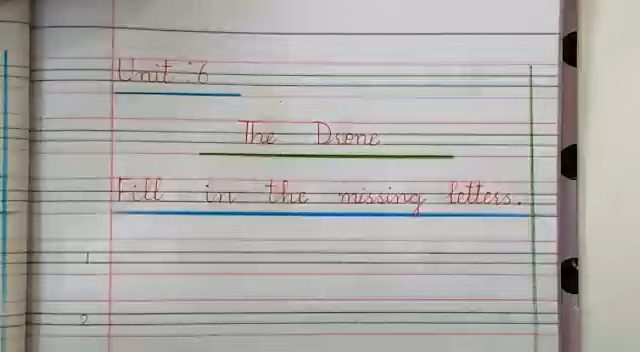 Unit :- 6
The Drone
Fill in the missing letters.
1
2